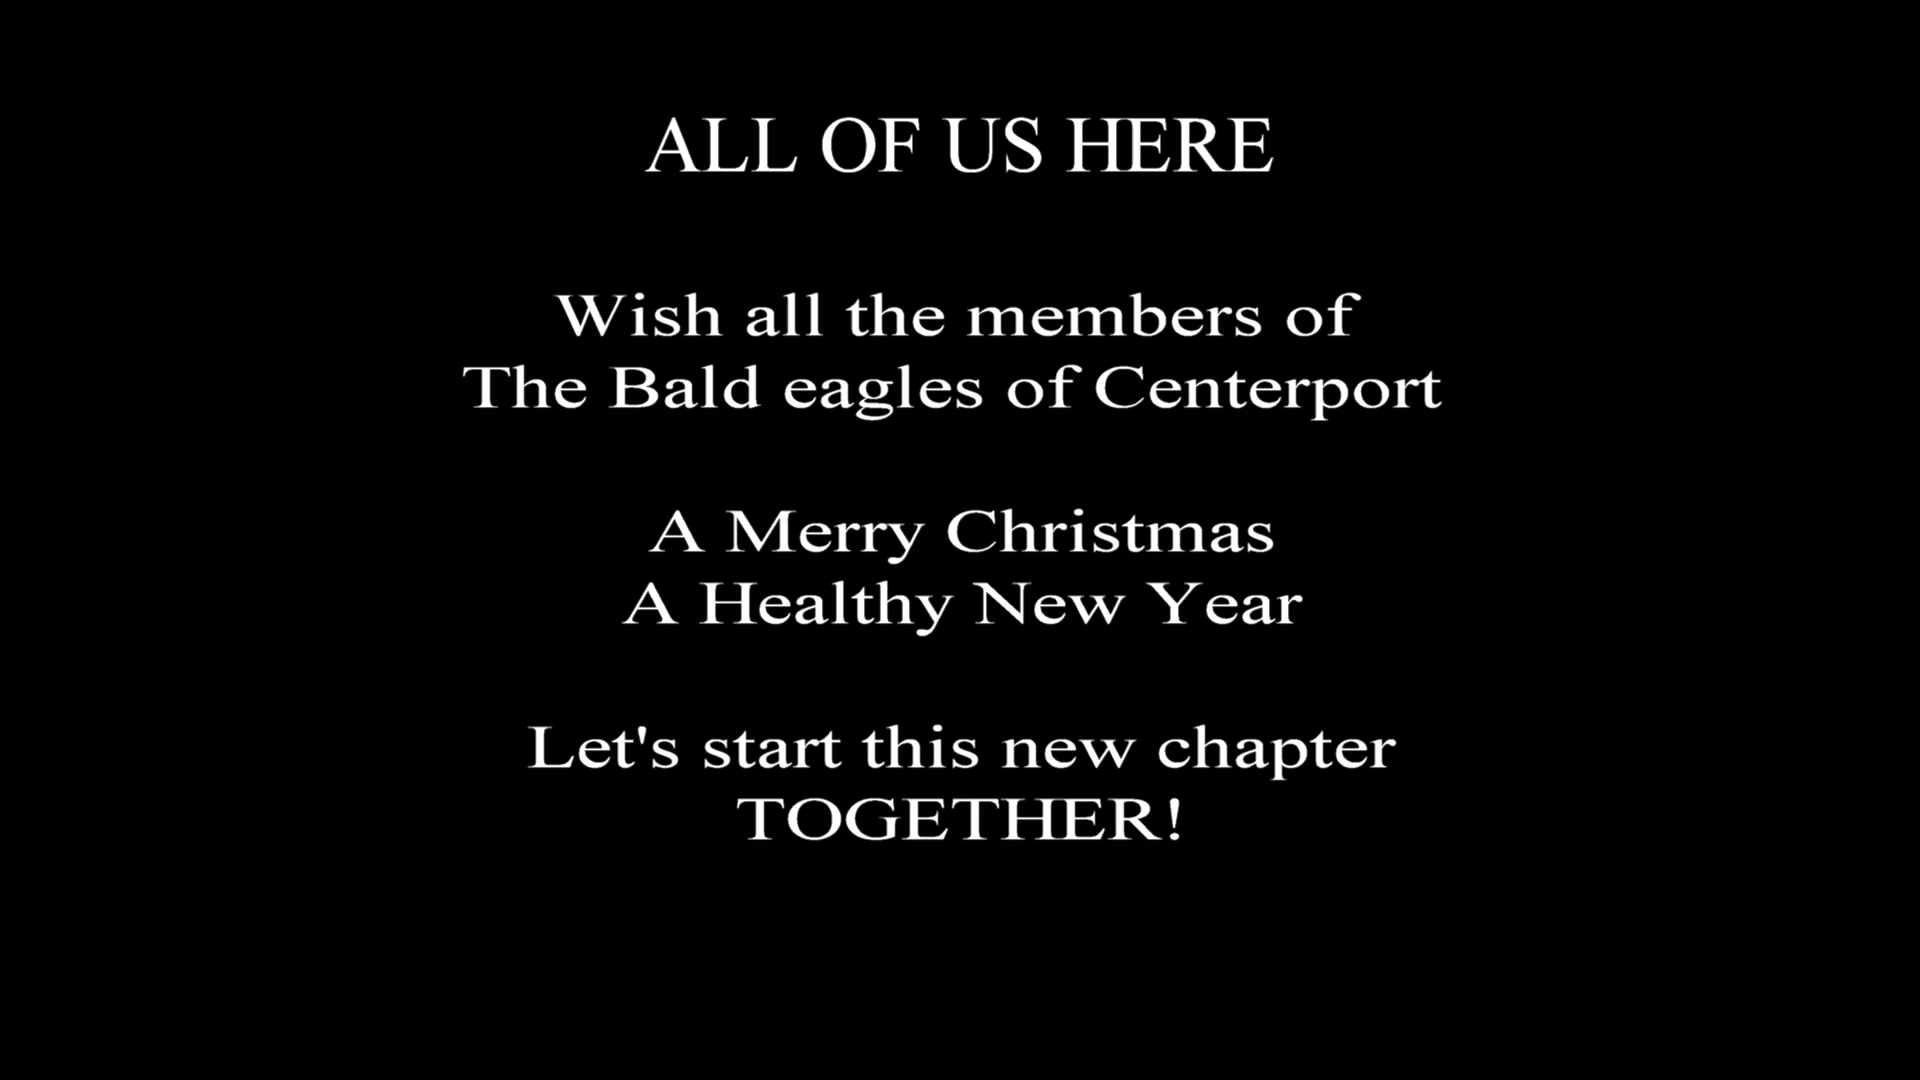 ALL OF US HERE
Wish all the members of
The Bald eagles of Centerport
A Merry Christmas
A Healthy New Year
Let's start this new chapter
TOGETHER!